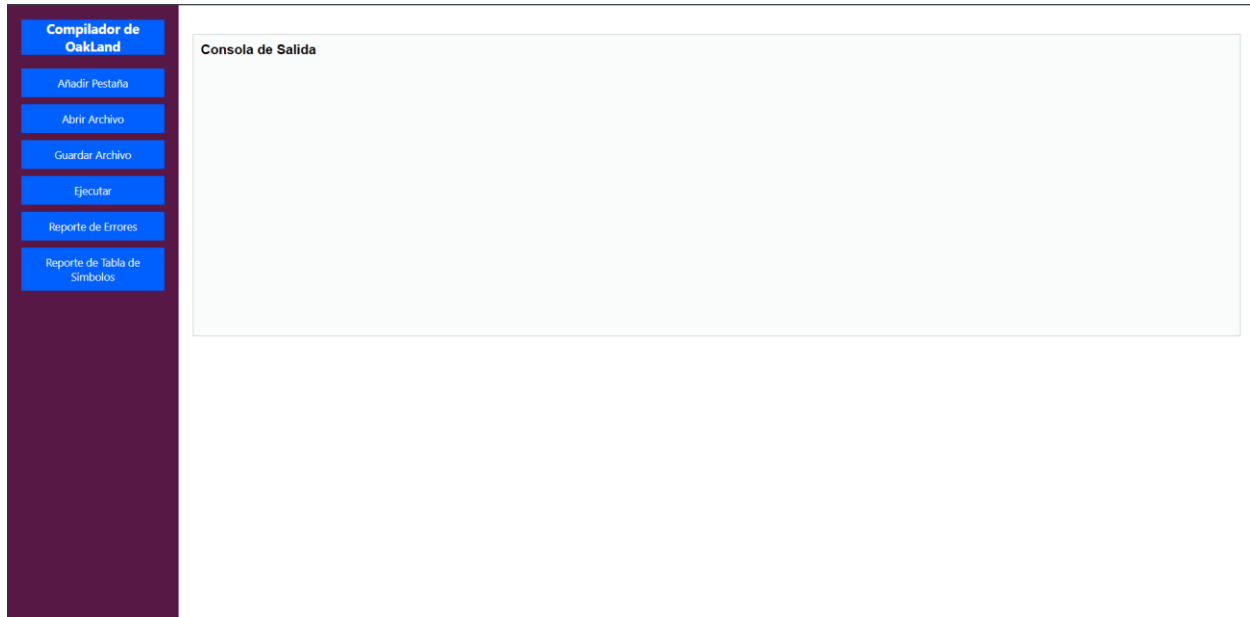 Compilador de
OakLand
Añadir Pestaña
Abrir Archivo
Guardar Archivo
Ejecutar
Reporte de Errores
Reporte de Tabla de
Simbolos
Consola de Salida